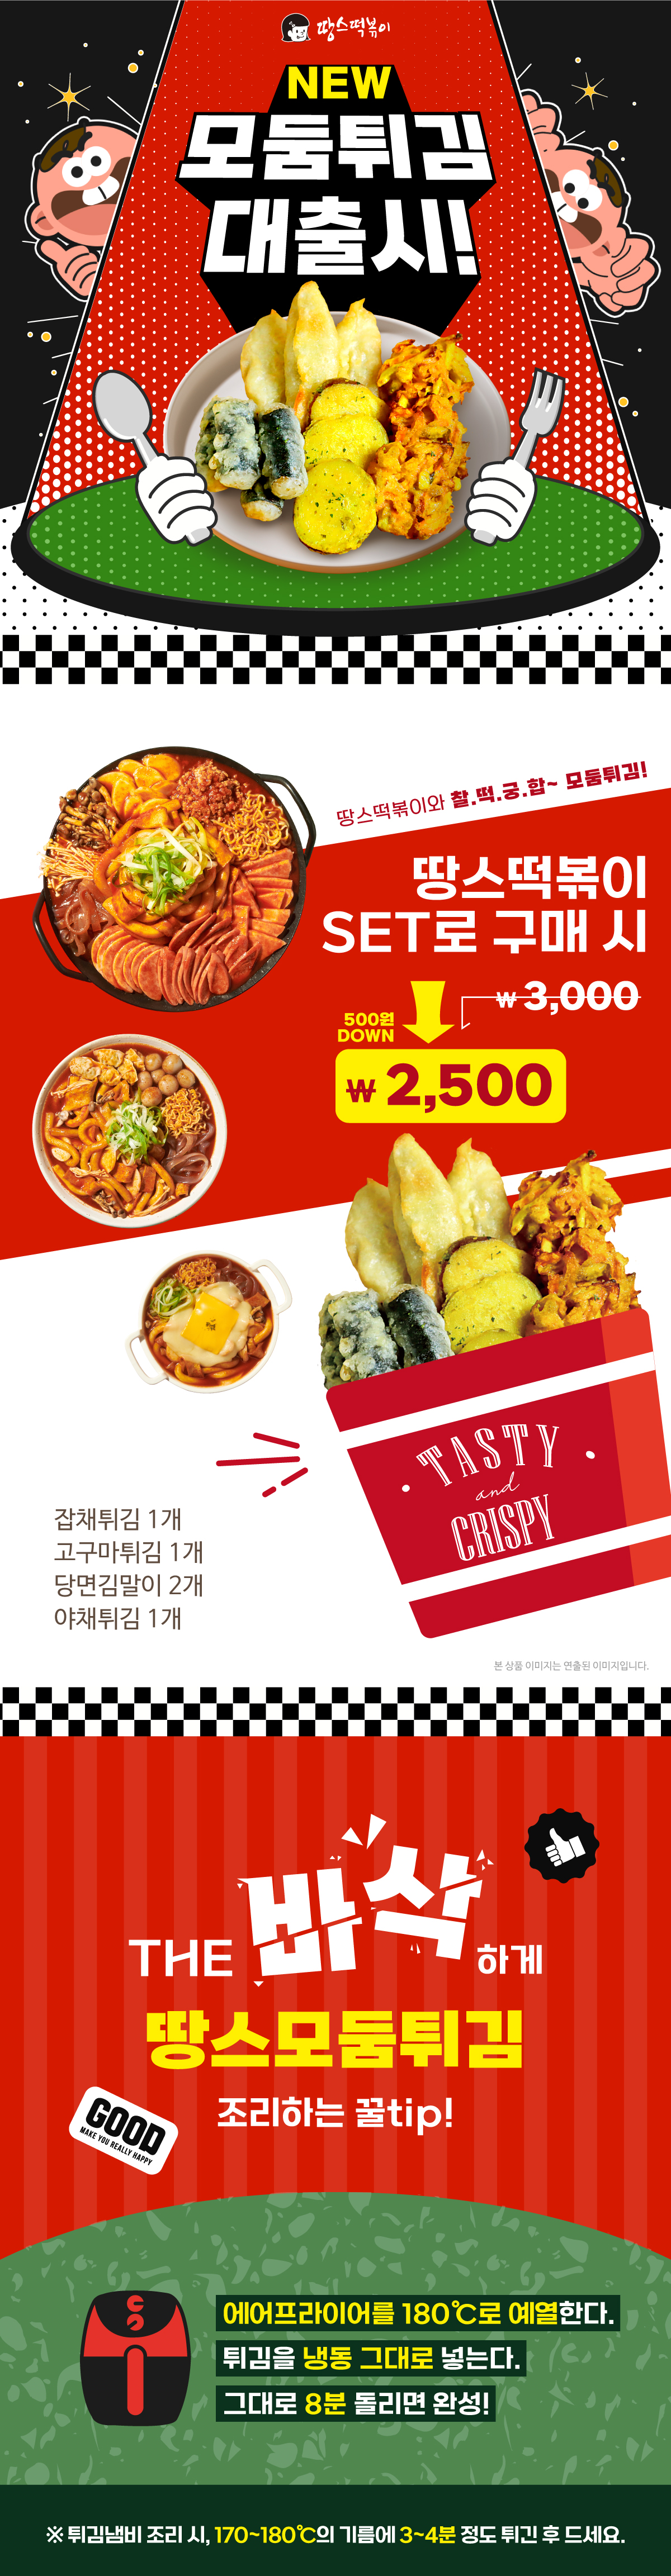 땅스떡볶이
NEW
모둠튀김
대출시!
땅스떡볶이와 찰.떡.궁.합~ 모둠튀김!
땅스떡볶이
SET로 구매 시
₩ 3,000
500원
DOWN
₩ 2,500
TASTY
and
CRISPY
잡채튀김 1개
고구마튀김 1개
당면김말이 2개
야채튀김 1개
본 상품 이미지는 연출된 이미지입니다.
THE 바삭하게
땅스모둠튀김
조리하는 꿀tip!
GOOD
MAKE YOU REALLY HAPPY
에어프라이어를 180℃로 예열한다.
튀김을 냉동 그대로 넣는다.
그대로 8분 돌리면 완성!
※ 튀김냄비 조리 시, 170~180℃의 기름에 3~4분 정도 튀긴 후 드세요.